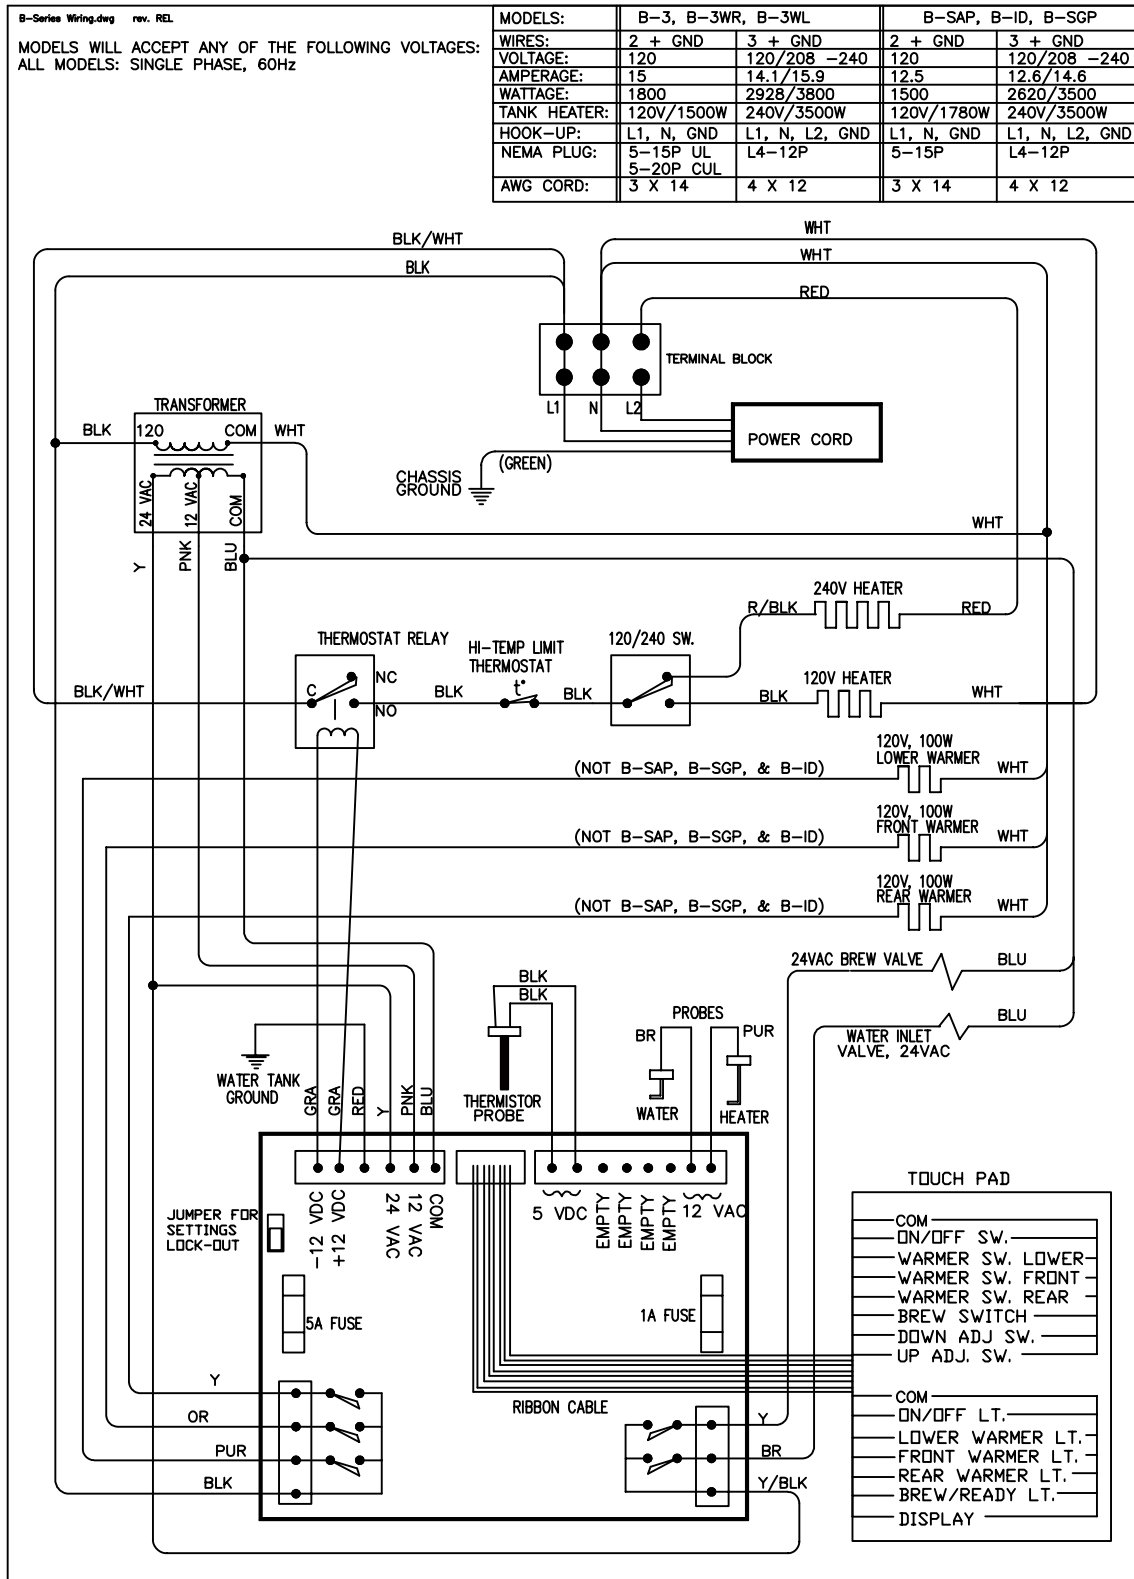 B-Series Wiring.dwg rev. REL
MODELS WILL ACCEPT ANY OF THE FOLLOWING VOLTAGES:
ALL MODELS: SINGLE PHASE, 60Hz
MODELS: B-3, B-3WR, B-3WL B-SAP, B-ID, B-SGP
WIRES: 2 + GND 3 + GND 2 + GND 3 + GND
VOLTAGE: 120 120/208 -240 120 120/208 -240
AMPERAGE: 15 14.1/15.9 12.5 12.6/14.6
WATTAGE: 1800 2928/3800 1500 2620/3500
TANK HEATER: 120V/1500W 240V/3500W 120V/1780W 240V/3500W
HOOK-UP: L1, N, GND L1, N, L2, GND L1, N, GND L1, N, L2, GND
NEMA PLUG: 5-15P UL L4-12P 5-15P L4-12P
5-20P CUL
AWG CORD: 3 X 14 4 X 12 3 X 14 4 X 12
WHT
BLK/WHT
WHT
BLK
RED
TERMINAL BLOCK
L1 N L2
TRANSFORMER
BLK 120 COM WHT
POWER CORD
(GREEN)
CHASSIS
GROUND
24 VAC
12 VAC
COM
WHT
Y
PNK
BLU
240V HEATER
R/BLK RED
THERMOSTAT RELAY
HI-TEMP LIMIT
THERMOSTAT
t°
120/240 SW.
NC
C
NO
BLK/WHT
BLK
BLK
BLK
120V HEATER
WHT
120V, 100W
LOWER WARMER
(NOT B-SAP, B-SGP, & B-ID) WHT
120V, 100W
FRONT WARMER
(NOT B-SAP, B-SGP, & B-ID) WHT
120V, 100W
REAR WARMER
(NOT B-SAP, B-SGP, & B-ID) WHT
24VAC BREW VALVE BLU
BLK
BLK
PROBES
BR PUR
WATER INLET
VALVE, 24VAC
BLU
WATER TANK
GROUND
GRA
GRA
RED
Y
PNK
BLU
THERMISTOR
PROBE
WATER
HEATER
JUMPER FOR
SETTINGS
LOCK-OUT
-12 VDC
+12 VDC
24 VAC
12 VAC
COM
5 VDC
EMPTY
EMPTY
EMPTY
EMPTY
12 VAC
5A FUSE
1A FUSE
RIBBON CABLE
Y
OR
PUR
BLK
Y
BR
Y/BLK
TOUCH PAD
COM
ON/OFF SW.
WARMER SW. LOWER
WARMER SW. FRONT
WARMER SW. REAR
BREW SWITCH
DOWN ADJ SW.
UP ADJ. SW.
COM
ON/OFF LT.
LOWER WARMER LT.
FRONT WARMER LT.
REAR WARMER LT.
BREW/READY LT.
DISPLAY